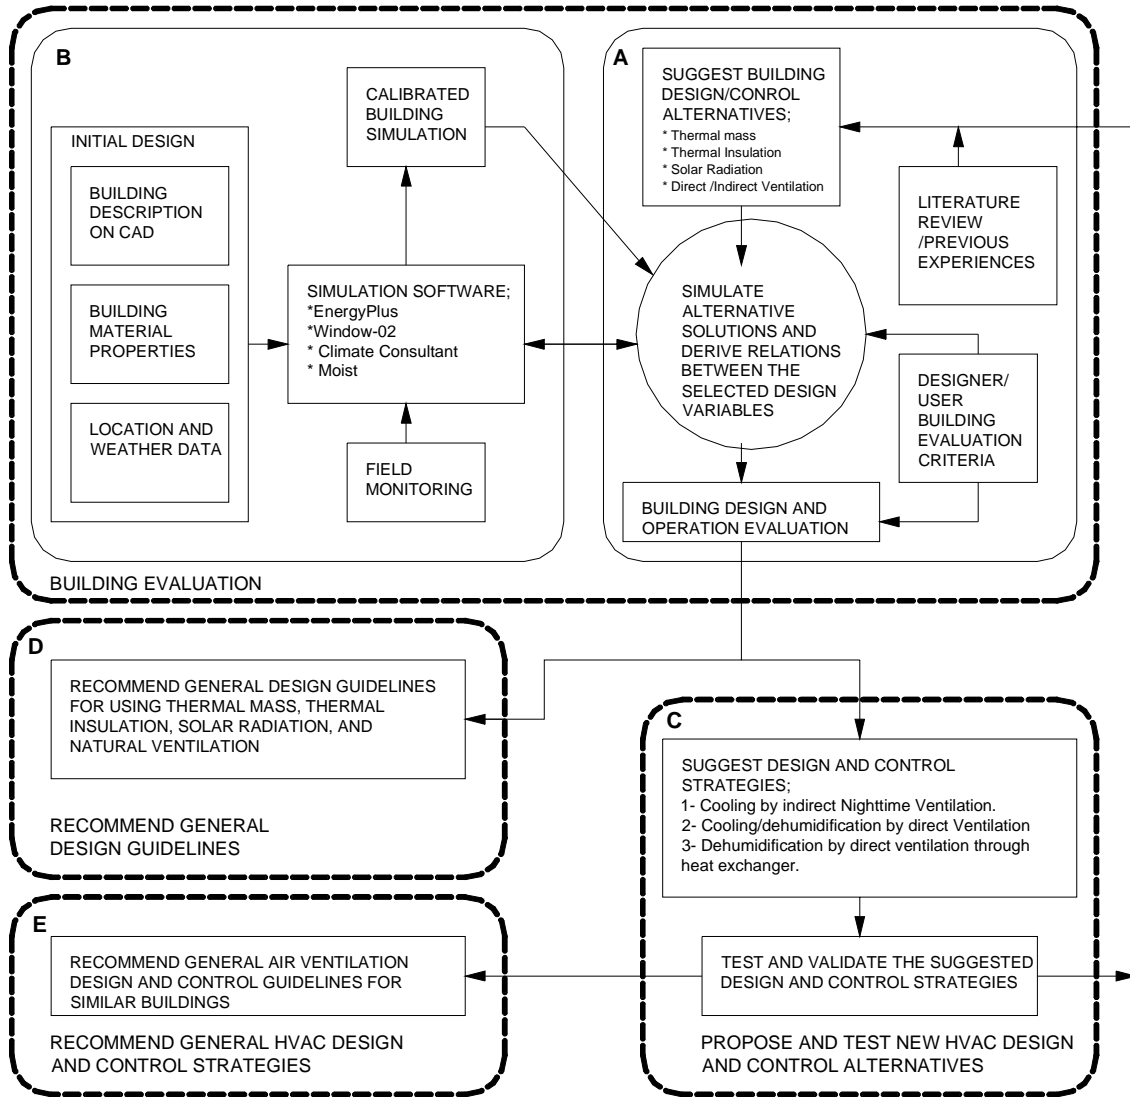 B
INITIAL DESIGN
BUILDING
DESCRIPTION
ON CAD
BUILDING
MATERIAL
PROPERTIES
LOCATION AND
WEATHER DATA
CALIBRATED
BUILDING
SIMULATION
SIMULATION SOFTWARE;
*EnergyPlus
*Window-02
* Climate Consultant
* Moist
FIELD
MONITORING
A
SUGGEST BUILDING
DESIGN/CONROL
ALTERNATIVES;
* Thermal mass
* Thermal Insulation
* Solar Radiation
* Direct /Indirect Ventilation
LITERATURE
REVIEW
/PREVIOUS
EXPERIENCES
SIMULATE
ALTERNATIVE
SOLUTIONS AND
DERIVE RELATIONS
BETWEEN THE
SELECTED DESIGN
VARIABLES
DESIGNER/
USER
BUILDING
EVALUATION
CRITERIA
BUILDING DESIGN AND
OPERATION EVALUATION
BUILDING EVALUATION
D
RECOMMEND GENERAL DESIGN GUIDELINES
FOR USING THERMAL MASS, THERMAL
INSULATION, SOLAR RADIATION, AND
NATURAL VENTILATION
RECOMMEND GENERAL
DESIGN GUIDELINES
C
SUGGEST DESIGN AND CONTROL
STRATEGIES;
1- Cooling by indirect Nighttime Ventilation.
2- Cooling/dehumidification by direct Ventilation
3- Dehumidification by direct ventilation through
heat exchanger.
TEST AND VALIDATE THE SUGGESTED
DESIGN AND CONTROL STRATEGIES
PROPOSE AND TEST NEW HVAC DESIGN
AND CONTROL ALTERNATIVES
E
RECOMMEND GENERAL AIR VENTILATION
DESIGN AND CONTROL GUIDELINES FOR
SIMILAR BUILDINGS
RECOMMEND GENERAL HVAC DESIGN
AND CONTROL STRATEGIES